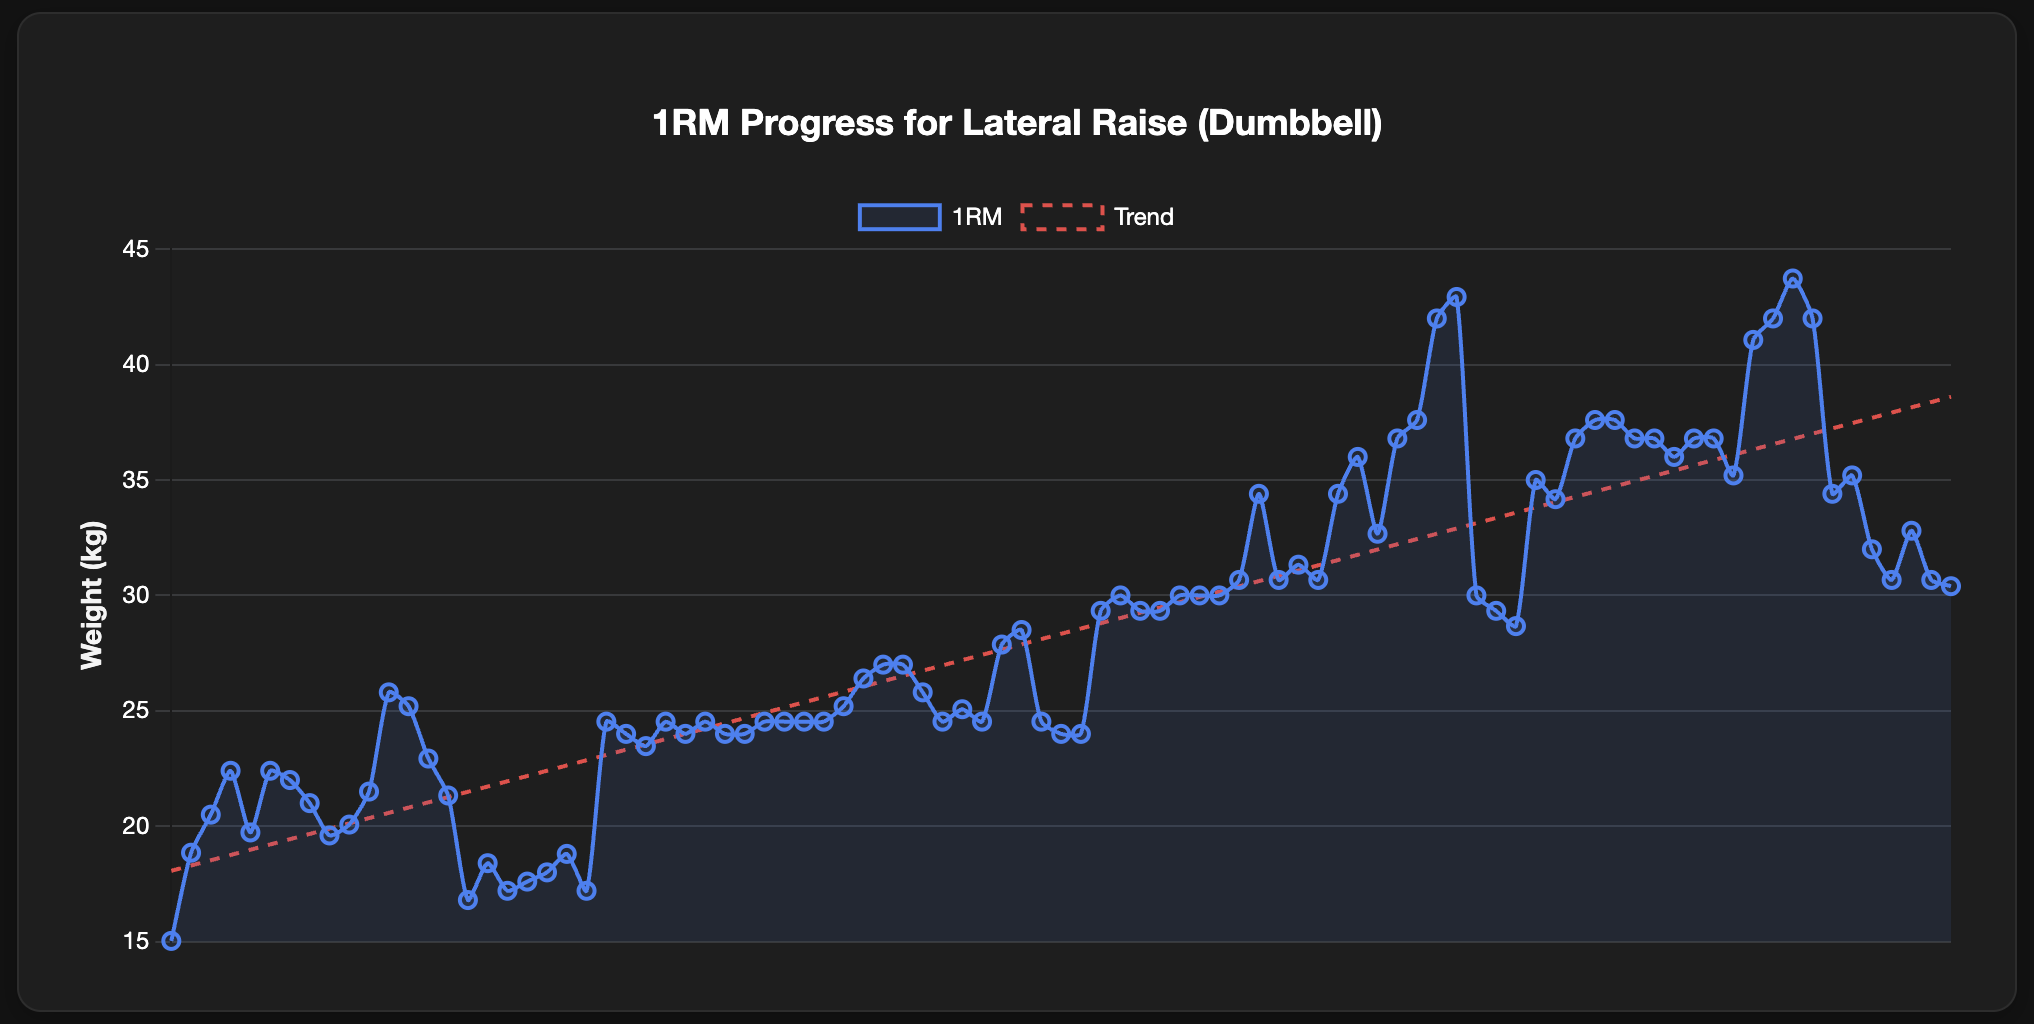 1RM Progress for Lateral Raise (Dumbbell)
1RM
Trend
45
40
35
30
25
20
15
Weight (kg)